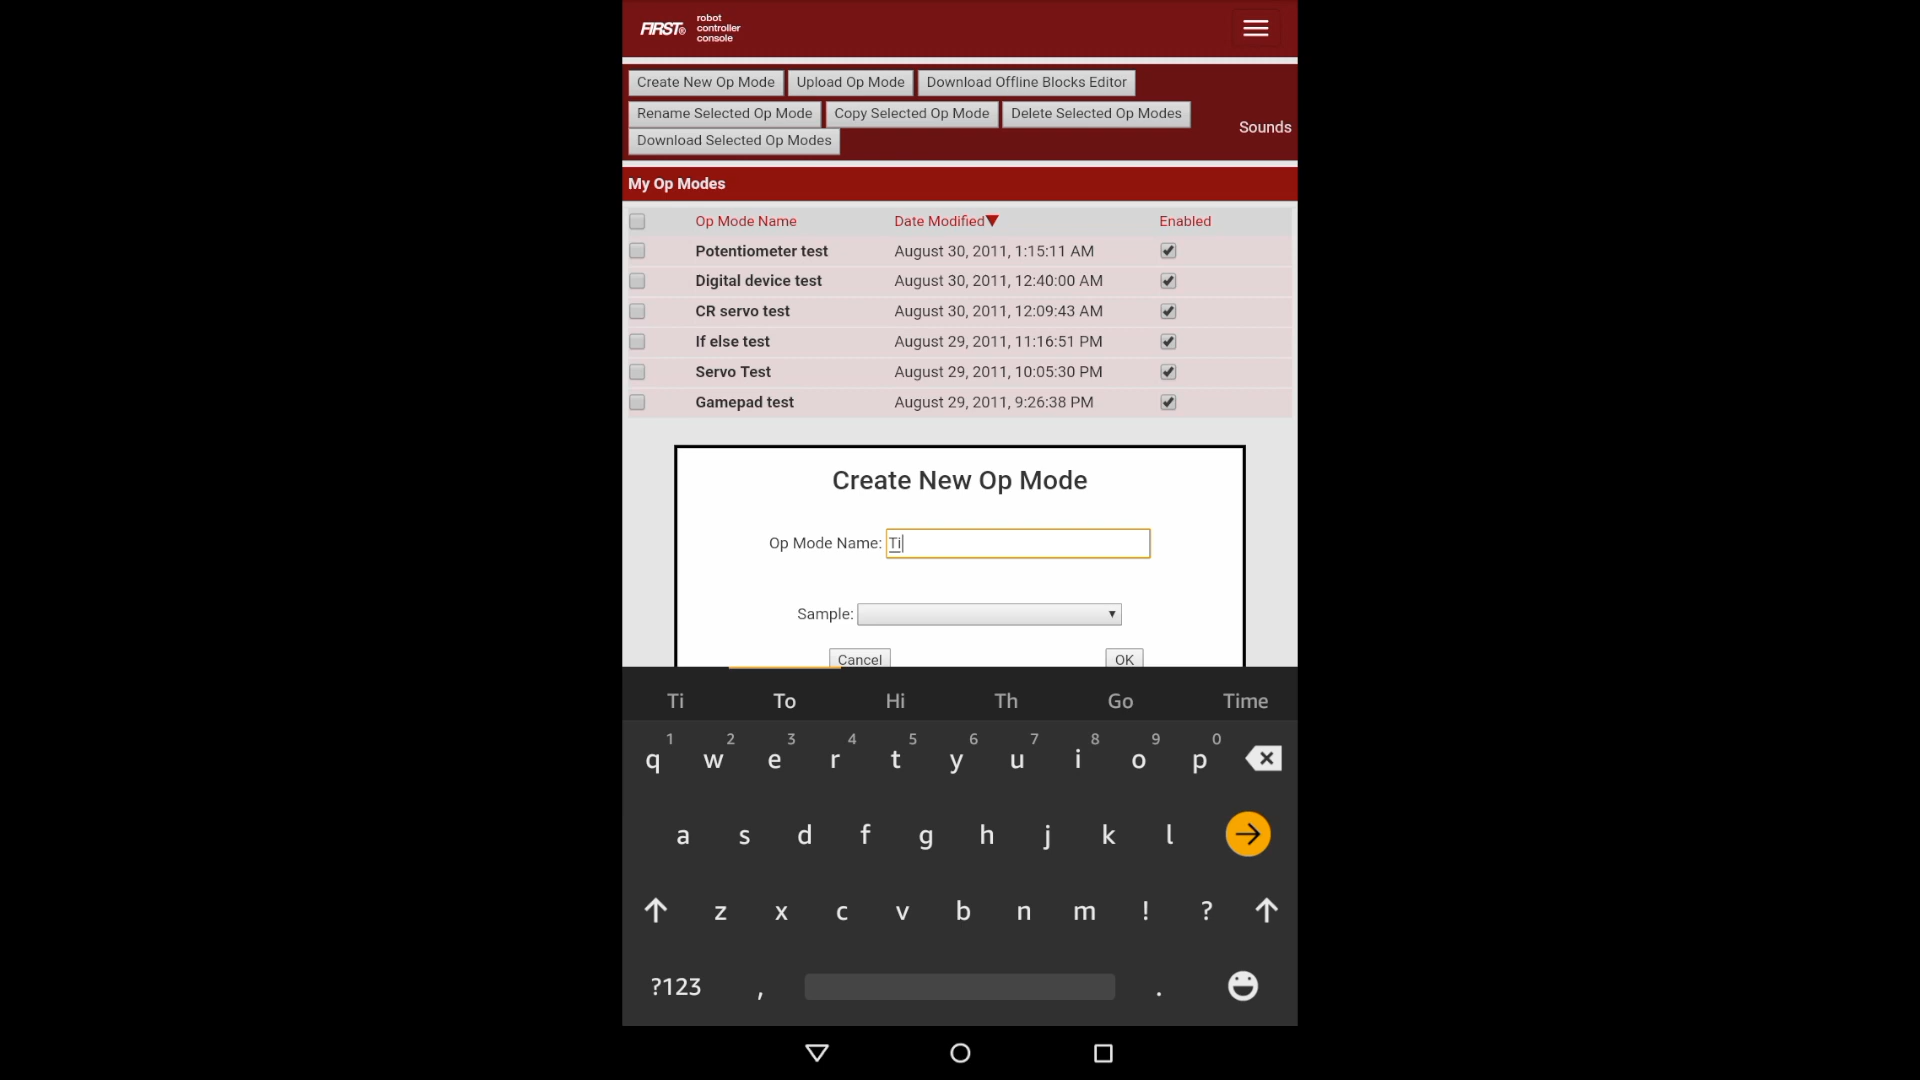 FIRST® robot controller console
Create New Op Mode Upload Op Mode Download Offline Blocks Editor
Rename Selected Op Mode Copy Selected Op Mode Delete Selected Op Modes
Sounds
Download Selected Op Modes
My Op Modes
Op Mode Name Date Modified▼ Enabled
Potentiometer test August 30, 2011, 1:15:11 AM
Digital device test August 30, 2011, 12:40:00 AM
CR servo test August 30, 2011, 12:09:43 AM
If else test August 29, 2011, 11:16:51 PM
Servo Test August 29, 2011, 10:05:30 PM
Gamepad test August 29, 2011, 9:26:38 PM
Create New Op Mode
Op Mode Name: Ti
Sample:
Cancel OK
Ti To Hi Th Go Time
1 2 3 4 5 6 7 8 9 0
q w e r t y u i o p
a s d f g h j k l
z x c v b n m ! ?
?123 , .